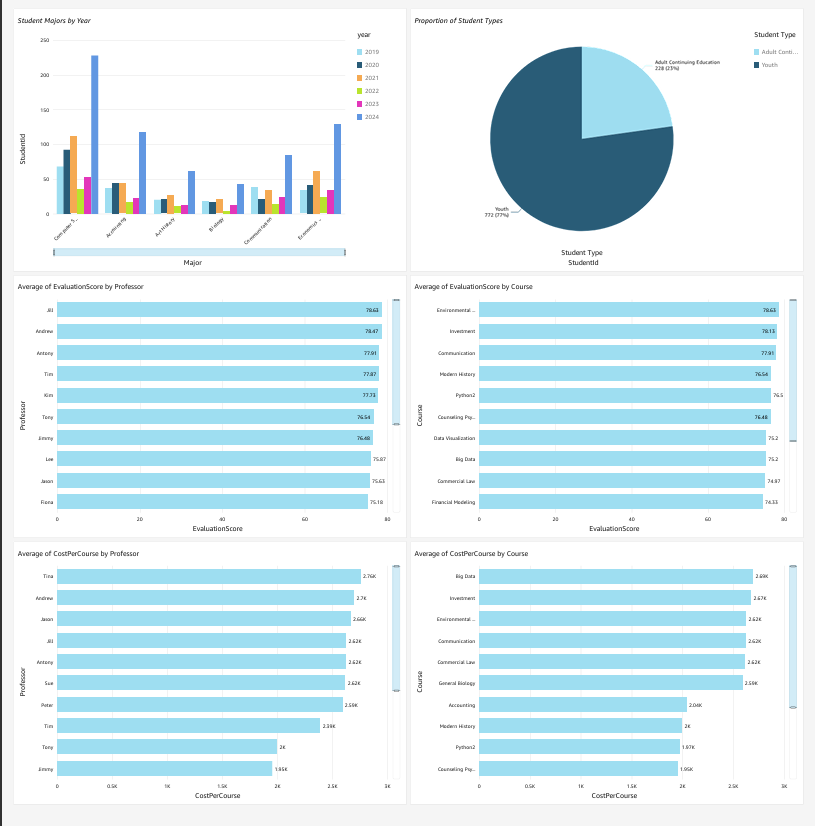 Student Majors by Year
year
2019
2020
2021
2022
2023
2024
250
200
150
100
50
0
StudentId
Computer S...
Accounting
Art History
Biology
Communication
Economics ...
Major
Proportion of Student Types
Student Type
Adult Conti...
Youth
Adult Continuing Education
228 (23%)
Youth
772 (77%)
Student Type
StudentId
Average of EvaluationScore by Professor
Professor
Jill 78.63
Andrew 78.47
Antony 77.91
Tim 77.87
Kim 77.73
Tony 76.54
Jimmy 76.48
Lee 75.87
Jason 75.63
Fiona 75.18
0 20 40 60 80
EvaluationScore
Average of EvaluationScore by Course
Course
Environmental ... 78.63
Investment 78.13
Communication 77.91
Modern History 76.54
Python2 76.5
Counseling Psy... 76.48
Data Visualization 75.2
Big Data 75.2
Commercial Law 74.97
Financial Modeling 74.33
0 20 40 60 80
EvaluationScore
Average of CostPerCourse by Professor
Professor
Tina 2.76K
Andrew 2.7K
Jason 2.66K
Jill 2.62K
Antony 2.62K
Sue 2.62K
Peter 2.59K
Tim 2.39K
Tony 2K
Jimmy 1.95K
0 0.5K 1K 1.5K 2K 2.5K 3K
CostPerCourse
Average of CostPerCourse by Course
Course
Big Data 2.69K
Investment 2.67K
Environmental ... 2.62K
Communication 2.62K
Commercial Law 2.62K
General Biology 2.59K
Accounting 2.04K
Modern History 2K
Python2 1.97K
Counseling Psy... 1.95K
0 0.5K 1K 1.5K 2K 2.5K 3K
CostPerCourse